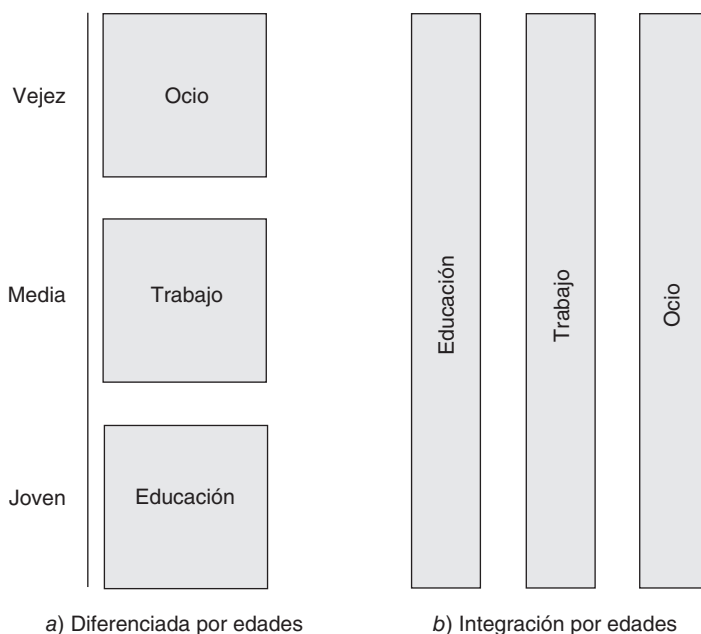 Vejez
Ocio
Media
Trabajo
Joven
Educación
Educación
Trabajo
Ocio
a) Diferenciada por edades
b) Integración por edades